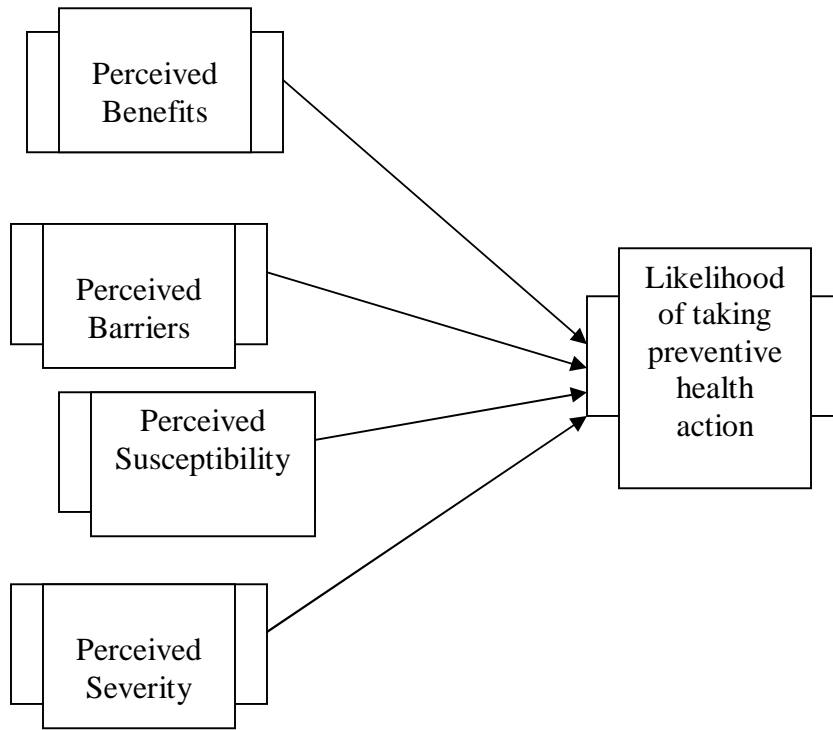 Perceived
Benefits
Perceived
Barriers
Perceived
Susceptibility
Perceived
Severity
Likelihood
of taking
preventive
health
action